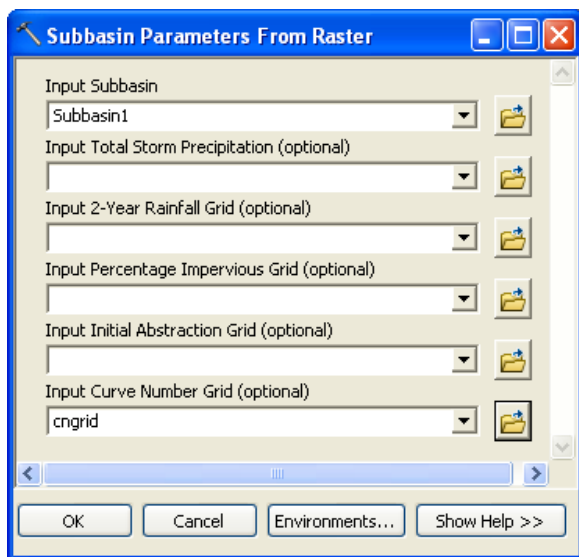 Subbasin Parameters From Raster
Input Subbasin
Subbasin1
Input Total Storm Precipitation (optional)
Input 2-Year Rainfall Grid (optional)
Input Percentage Impervious Grid (optional)
Input Initial Abstraction Grid (optional)
Input Curve Number Grid (optional)
cngrid
OK Cancel Environments... Show Help >>